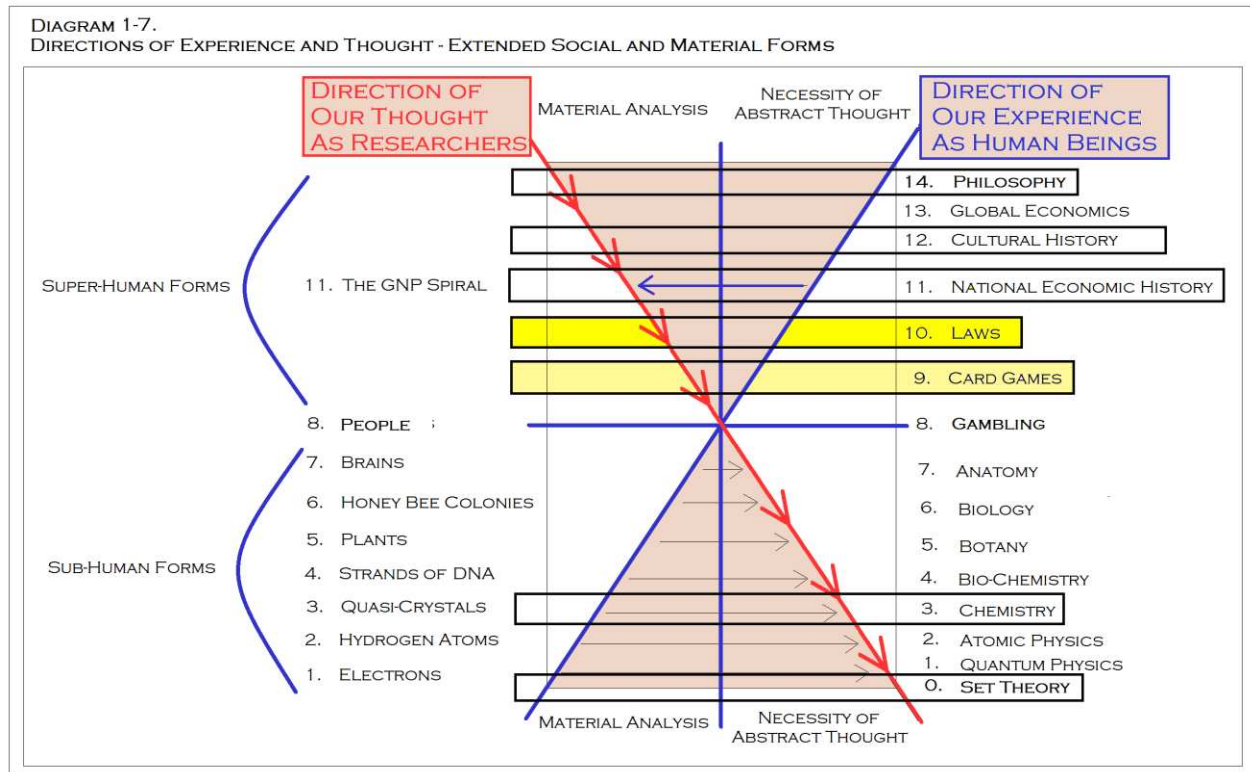 DIAGRAM 1-7.
DIRECTIONS OF EXPERIENCE AND THOUGHT - EXTENDED SOCIAL AND MATERIAL FORMS
DIRECTION OF
OUR THOUGHT
AS RESEARCHERS
MATERIAL ANALYSIS
NECESSITY OF
ABSTRACT THOUGHT
DIRECTION OF
OUR EXPERIENCE
AS HUMAN BEINGS
14. PHILOSOPHY
13. GLOBAL ECONOMICS
12. CULTURAL HISTORY
SUPER-HUMAN FORMS
11. THE GNP SPIRAL
11. NATIONAL ECONOMIC HISTORY
10. LAWS
9. CARD GAMES
8. PEOPLE
8. GAMBLING
7. BRAINS
7. ANATOMY
6. HONEY BEE COLONIES
6. BIOLOGY
5. PLANTS
5. BOTANY
SUB-HUMAN FORMS
4. STRANDS OF DNA
4. BIO-CHEMISTRY
3. QUASI-CRYSTALS
3. CHEMISTRY
2. HYDROGEN ATOMS
2. ATOMIC PHYSICS
1. ELECTRONS
1. QUANTUM PHYSICS
0. SET THEORY
MATERIAL ANALYSIS
NECESSITY OF
ABSTRACT THOUGHT